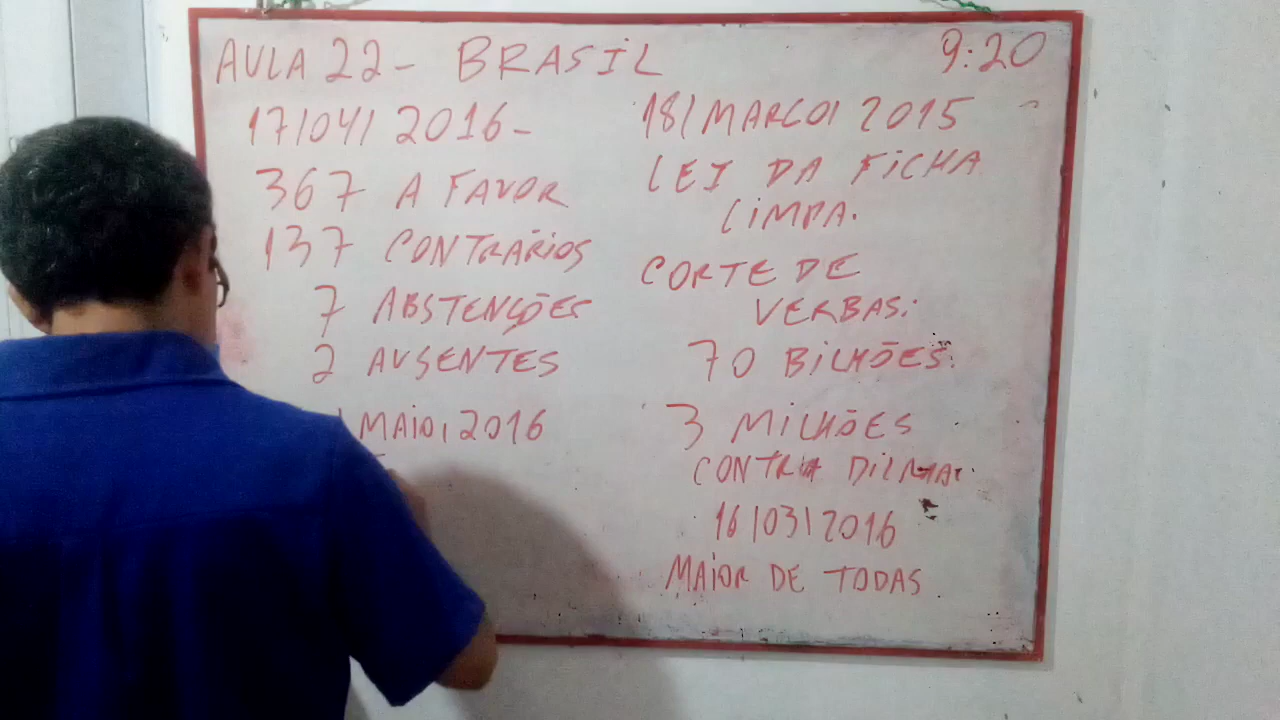 AULA 22 - BRASIL 9:20
17/04/2016 -
367 A FAVOR
137 CONTRÁRIOS
7 ABSTENÇÕES
2 AUSENTES
/MAIO, 2016
18/MARCO/2015
LEI DA FICHA
LIMPA.
CORTE DE
VERBAS:
70 BILHÕES.
3 MILHÕES
CONTRA DILMA.
16/03/2016
MAIOR DE TODAS